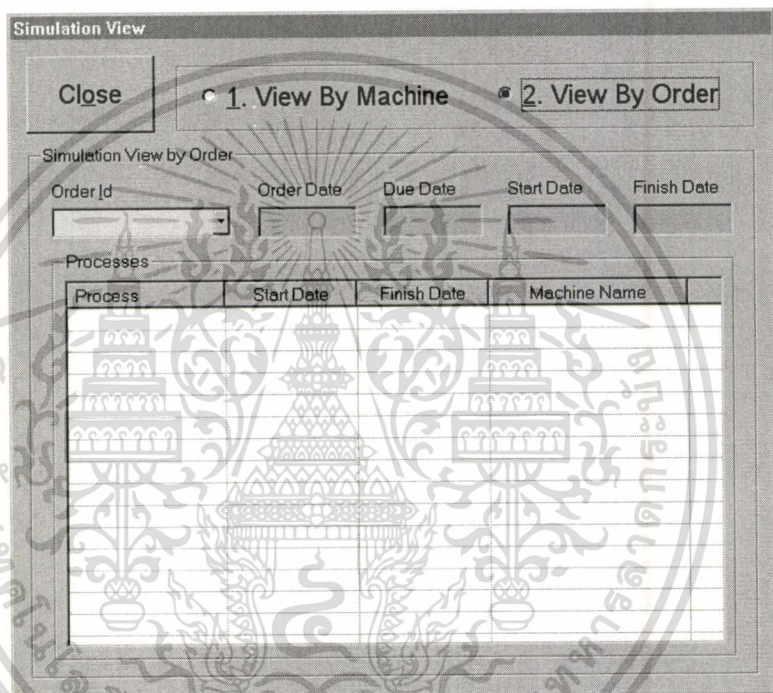 Simulation View
Close
1. View By Machine
2. View By Order
Simulation View by Order
Order Id Order Date Due Date Start Date Finish Date
Processes
Process Start Date Finish Date Machine Name